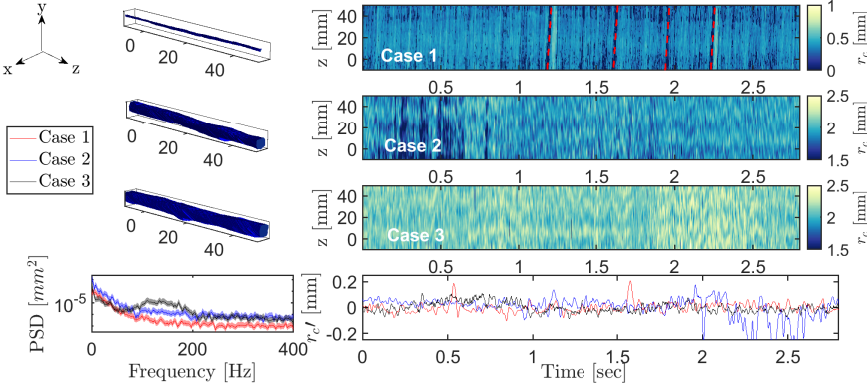 y
x
z
0
20
40
0
20
40
0
20
40
Case 1
Case 2
Case 3
z [mm]
40
20
0
Case 1
0.5
1
1.5
2
2.5
1
0.5
0
r_c [mm]
z [mm]
40
20
0
Case 2
0.5
1
1.5
2
2.5
2.5
2
1.5
r_c [mm]
z [mm]
40
20
0
Case 3
0.5
1
1.5
2
2.5
2.5
2
1.5
r_c [mm]
PSD [mm²]
10⁻⁵
0
200
400
Frequency [Hz]
r_c′ [mm]
0.2
0
-0.2
0
0.5
1
1.5
2
2.5
Time [sec]